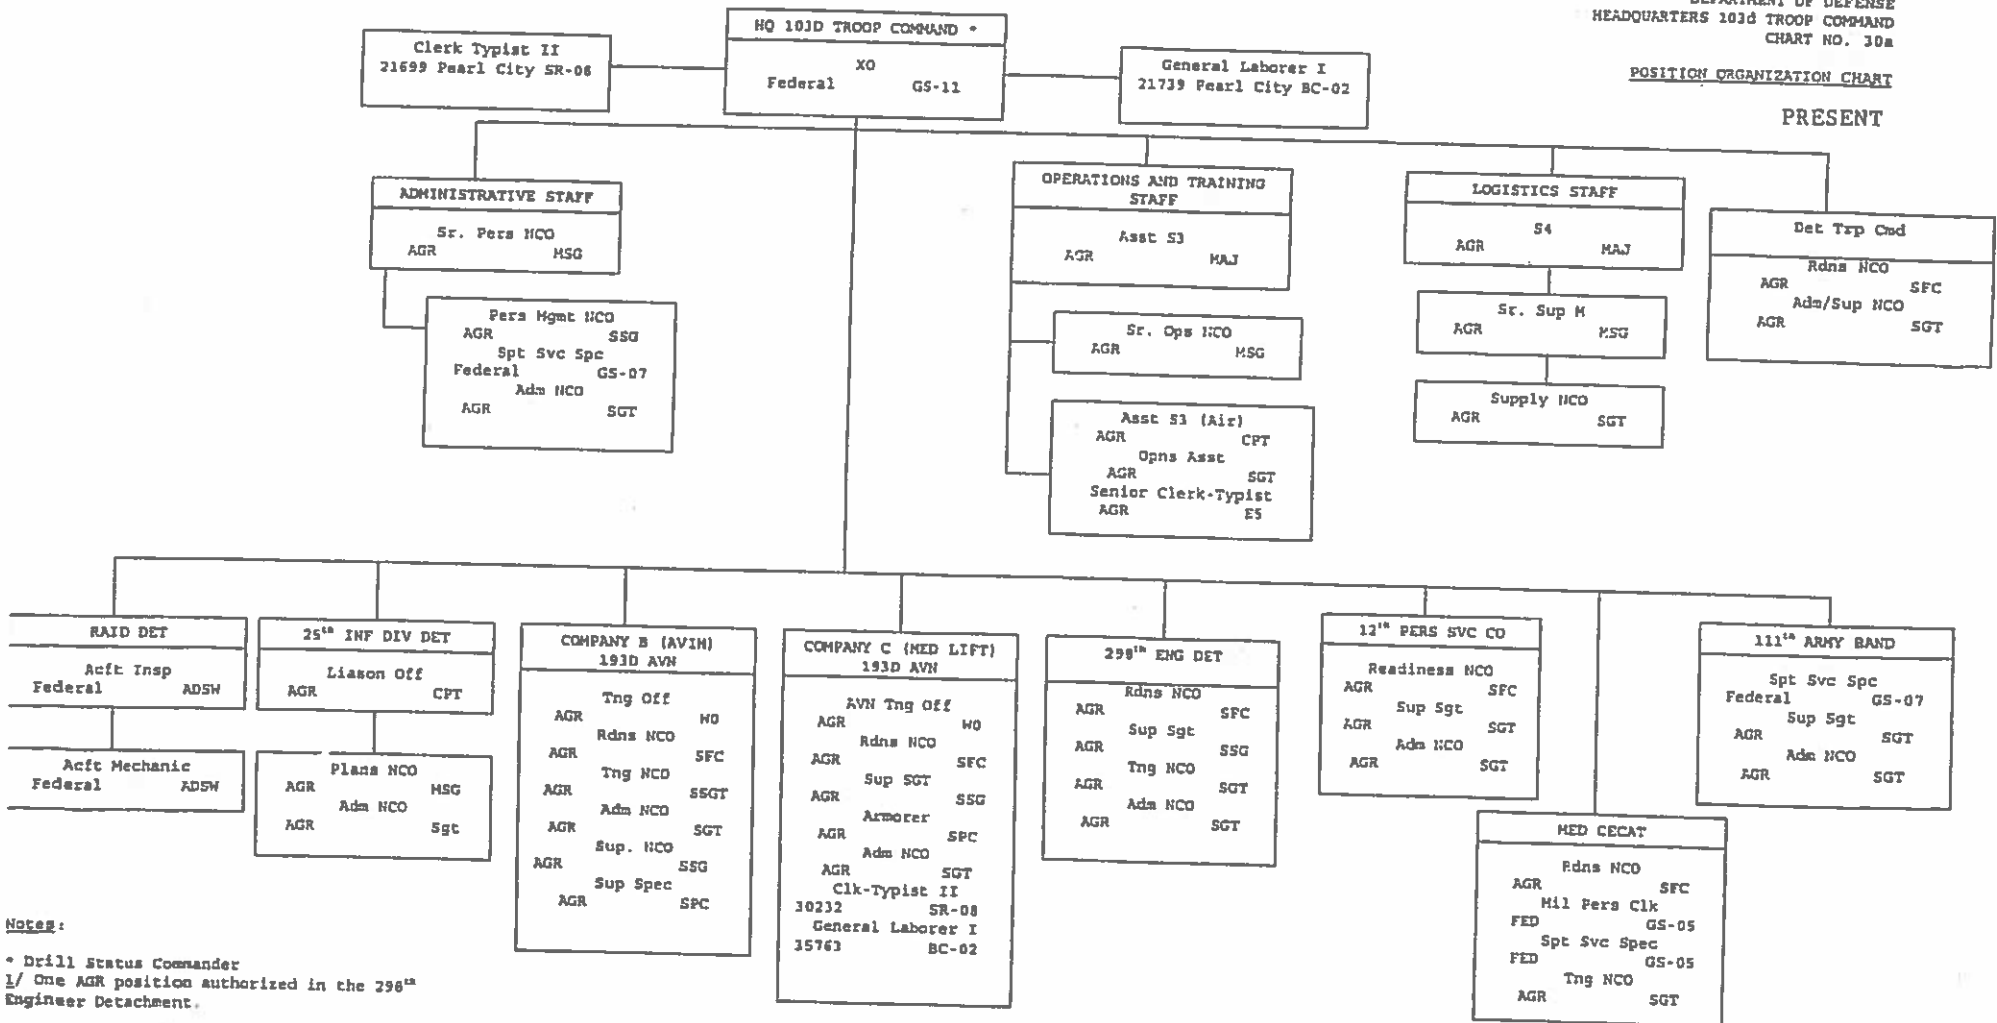 DEPARTMENT OF DEFENSE
HEADQUARTERS 103d TROOP COMMAND
CHART NO. 30a
POSITION ORGANIZATION CHART
PRESENT
HQ 103D TROOP COMMAND *
XO
Federal GS-11
Clerk Typist II
21699 Pearl City SR-08
General Laborer I
21739 Pearl City BC-02
ADMINISTRATIVE STAFF
Sr. Pers NCO
AGR MSG
Pers Mgmt NCO
AGR SSG
Spt Svc Spc
Federal GS-07
Adm NCO
AGR SGT
OPERATIONS AND TRAINING
STAFF
Asst S3
AGR MAJ
Sr. Ops NCO
AGR MSG
Asst S3 (Air)
AGR CPT
Opns Asst
AGR SGT
Senior Clerk-Typist
AGR E5
LOGISTICS STAFF
S4
AGR MAJ
Sr. Sup M
AGR MSG
Supply NCO
AGR SGT
Det Trp Cmd
Rdns NCO
AGR SFC
Adm/Sup NCO
AGR SGT
RAID DET
Acft Insp
Federal ADSW
Acft Mechanic
Federal ADSW
25th INF DIV DET
Liason Off
AGR CPT
Plans NCO
AGR MSG
Adm NCO
AGR Sgt
COMPANY B (AVIM)
193D AVN
Tng Off
AGR WO
Rdns NCO
AGR SFC
Tng NCO
AGR SSGT
Adm NCO
AGR SGT
Sup. NCO
AGR SSG
Sup Spec
AGR SPC
COMPANY C (MED LIFT)
193D AVN
AVN Tng Off
AGR WO
Rdns NCO
AGR SFC
Sup SGT
AGR SSG
Armorer
AGR SPC
Adm NCO
AGR SGT
Clk-Typist II
30232 SR-08
General Laborer I
35763 BC-02
298th ENG DET
Rdns NCO
AGR SFC
Sup Sgt
AGR SSG
Tng NCO
AGR SGT
Adm NCO
AGR SGT
12th PERS SVC CO
Readiness NCO
AGR SFC
Sup Sgt
AGR SGT
Adm NCO
AGR SGT
MED CECAT
Rdns NCO
AGR SFC
Mil Pers Clk
FED GS-05
Spt Svc Spec
FED GS-05
Tng NCO
AGR SGT
111th ARMY BAND
Spt Svc Spc
Federal GS-07
Sup Sgt
AGR SGT
Adm NCO
AGR SGT
Notes:
* Drill Status Commander
1/ One AGR position authorized in the 298th
Engineer Detachment.